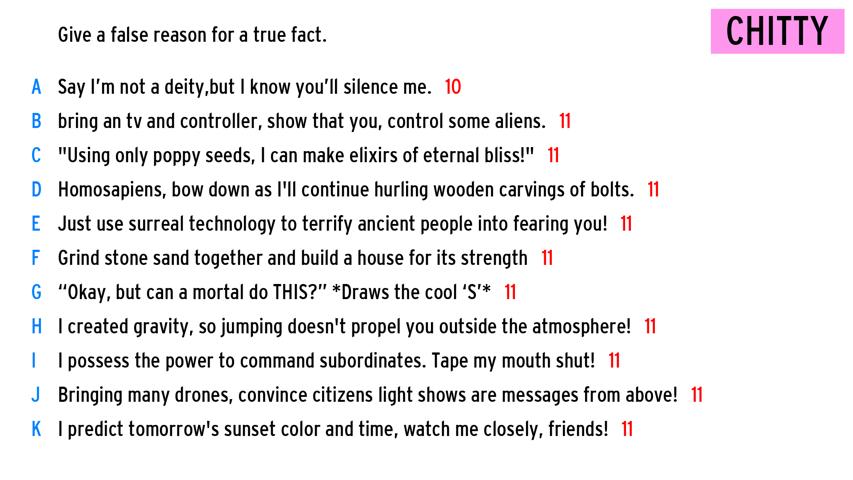 Give a false reason for a true fact.
CHITTY
A Say I'm not a deity,but I know you'll silence me. 10
B bring an tv and controller, show that you, control some aliens. 11
C "Using only poppy seeds, I can make elixirs of eternal bliss!" 11
D Homosapiens, bow down as I'll continue hurling wooden carvings of bolts. 11
E Just use surreal technology to terrify ancient people into fearing you! 11
F Grind stone sand together and build a house for its strength 11
G “Okay, but can a mortal do THIS?” *Draws the cool ‘S’* 11
H I created gravity, so jumping doesn't propel you outside the atmosphere! 11
I I possess the power to command subordinates. Tape my mouth shut! 11
J Bringing many drones, convince citizens light shows are messages from above! 11
K I predict tomorrow's sunset color and time, watch me closely, friends! 11